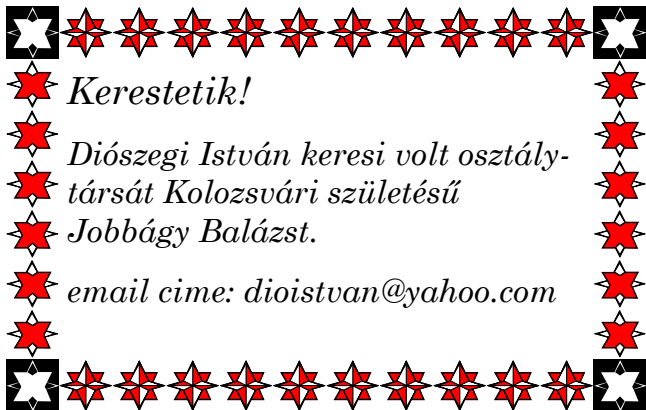 Kerestetik!
Diószegi István keresi volt osztály-
társát Kolozsvári születésű
Jobbágy Balázst.
email cime: dioistvan@yahoo.com